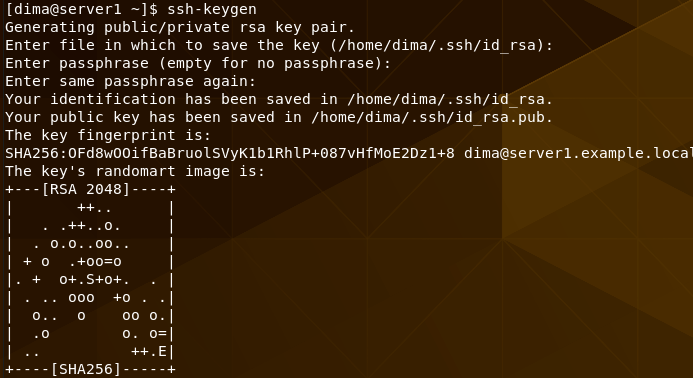 [dima@server1 ~]$ ssh-keygen
Generating public/private rsa key pair.
Enter file in which to save the key (/home/dima/.ssh/id_rsa):
Enter passphrase (empty for no passphrase):
Enter same passphrase again:
Your identification has been saved in /home/dima/.ssh/id_rsa.
Your public key has been saved in /home/dima/.ssh/id_rsa.pub.
The key fingerprint is:
SHA256:OFd8wOOifBaBruolSVyK1b1RhlP+087vHfMoE2Dz1+8 dima@server1.example.local
The key's randomart image is:
+---[RSA 2048]----+
|       ++..      |
|   . .++..o.     |
|  . o.o..oo..    |
| + o  .+oo=o     |
|. +  o+.S+o+.  . |
| . .. ooo  +o . .|
|  o..  o    oo o.|
|  .o        o. o=|
| ..          ++.E|
+----[SHA256]-----+